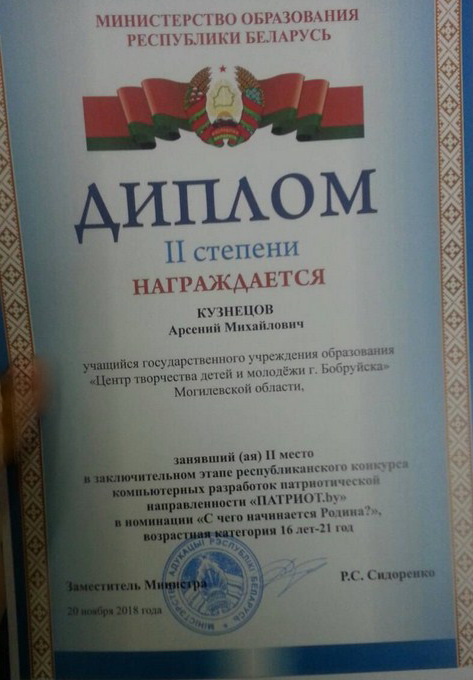 МИНИСТЕРСТВО ОБРАЗОВАНИЯ
РЕСПУБЛИКИ БЕЛАРУСЬ
ДИПЛОМ
II степени
НАГРАЖДАЕТСЯ
КУЗНЕЦОВ
Арсений Михайлович
учащийся государственного учреждения образования
«Центр творчества детей и молодёжи г. Бобруйска»
Могилевской области,
занявший (ая) II место
в заключительном этапе республиканского конкурса
компьютерных разработок патриотической
направленности «ПАТРИОТ.by»
в номинации «С чего начинается Родина?»,
возрастная категория 16 лет-21 год
Заместитель Министра
Р.С. Сидоренко
20 ноября 2018 года